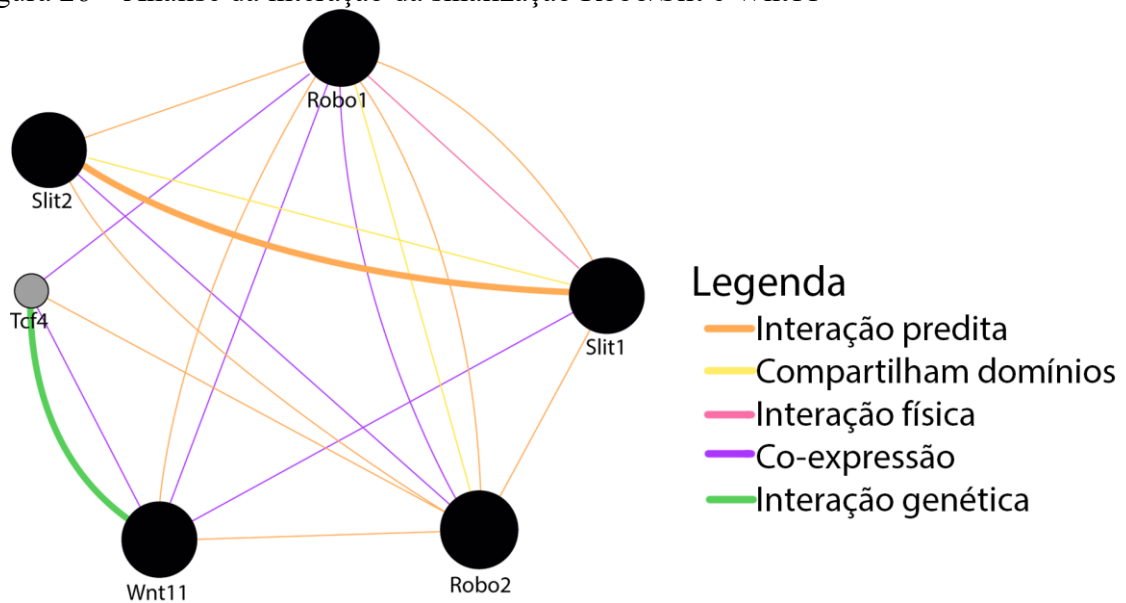 Robo1
Slit2
Tcf4
Slit1
Wnt11
Robo2
Legenda
Interação predita
Compartilham domínios
Interação física
Co-expressão
Interação genética